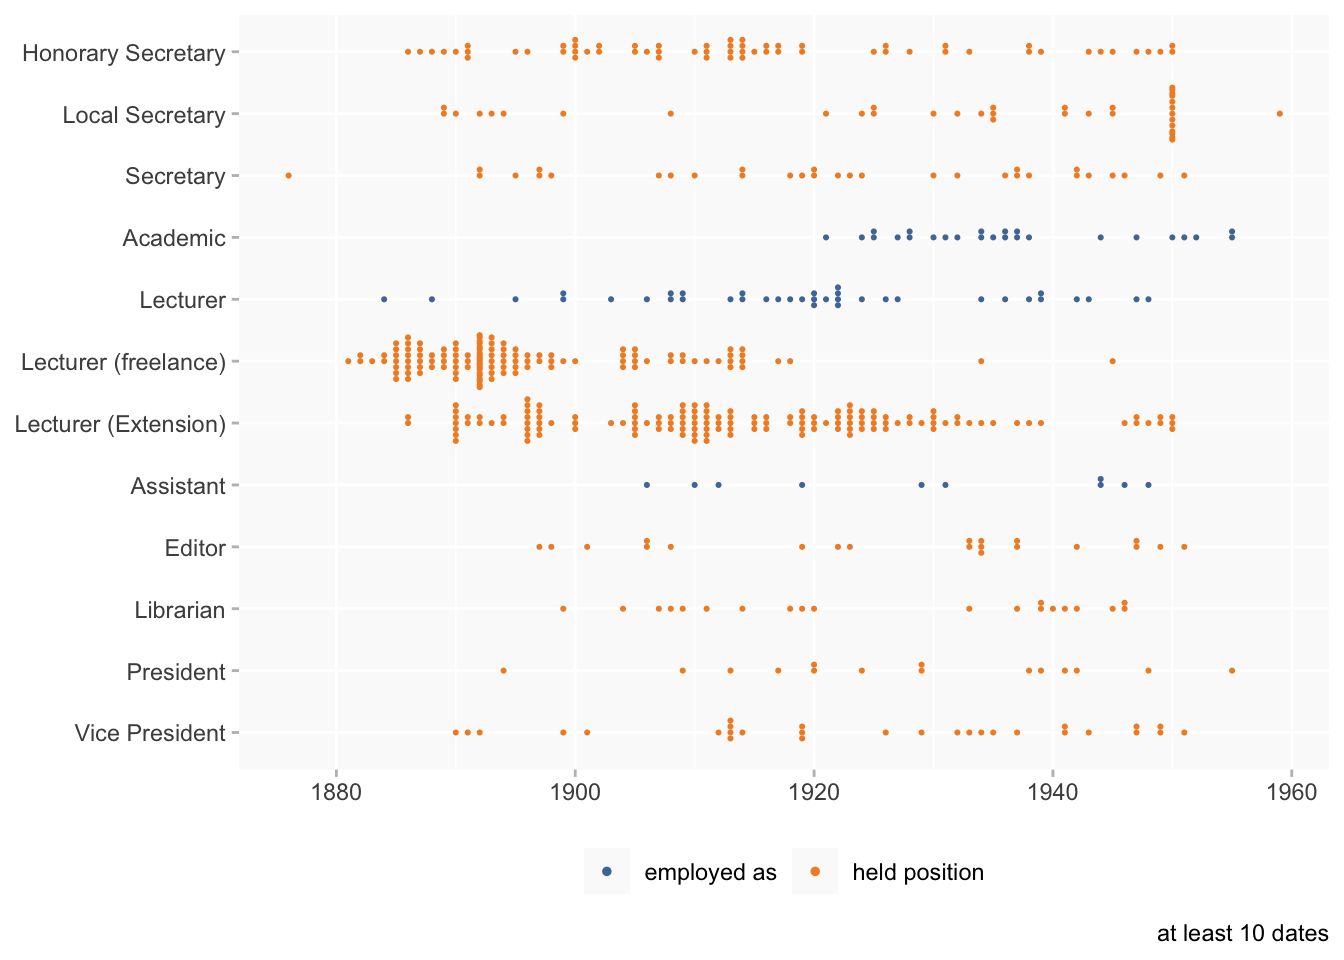 Honorary Secretary
Local Secretary
Secretary
Academic
Lecturer
Lecturer (freelance)
Lecturer (Extension)
Assistant
Editor
Librarian
President
Vice President
1880 1900 1920 1940 1960
employed as held position
at least 10 dates